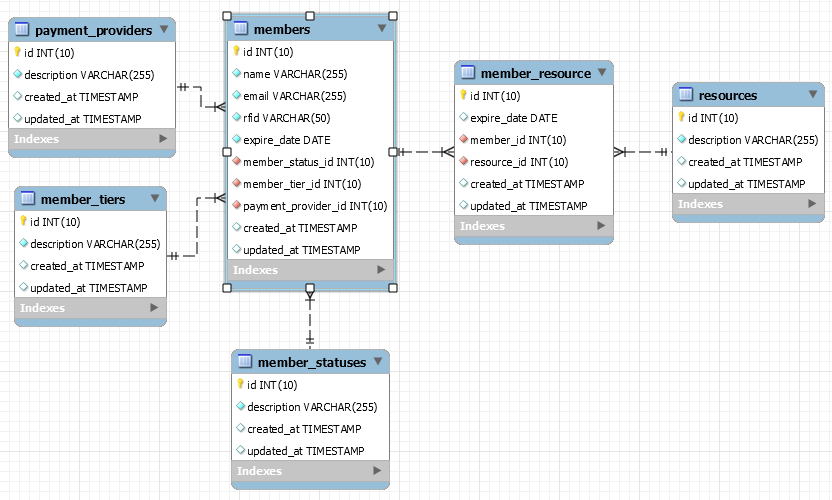 payment_providers
id INT(10)
description VARCHAR(255)
created_at TIMESTAMP
updated_at TIMESTAMP
Indexes
members
id INT(10)
name VARCHAR(255)
email VARCHAR(255)
rfid VARCHAR(50)
expire_date DATE
member_status_id INT(10)
member_tier_id INT(10)
payment_provider_id INT(10)
created_at TIMESTAMP
updated_at TIMESTAMP
Indexes
member_resource
id INT(10)
expire_date DATE
member_id INT(10)
resource_id INT(10)
created_at TIMESTAMP
updated_at TIMESTAMP
Indexes
resources
id INT(10)
description VARCHAR(255)
created_at TIMESTAMP
updated_at TIMESTAMP
Indexes
member_tiers
id INT(10)
description VARCHAR(255)
created_at TIMESTAMP
updated_at TIMESTAMP
Indexes
member_statuses
id INT(10)
description VARCHAR(255)
created_at TIMESTAMP
updated_at TIMESTAMP
Indexes